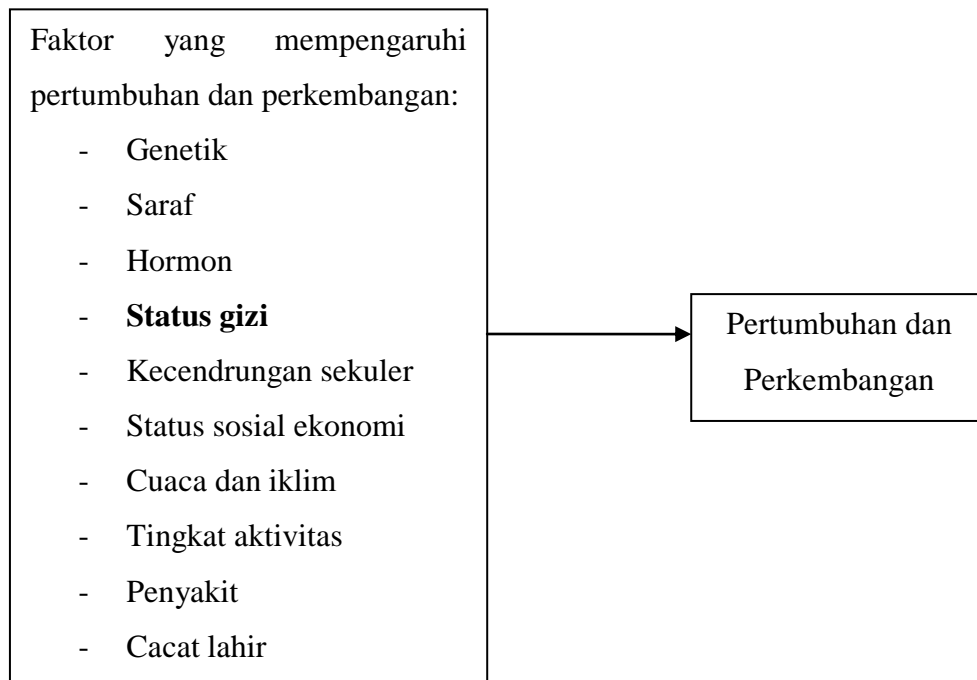 Faktor yang mempengaruhi
pertumbuhan dan perkembangan:
- Genetik
- Saraf
- Hormon
- Status gizi
- Kecendrungan sekuler
- Status sosial ekonomi
- Cuaca dan iklim
- Tingkat aktivitas
- Penyakit
- Cacat lahir
Pertumbuhan dan
Perkembangan